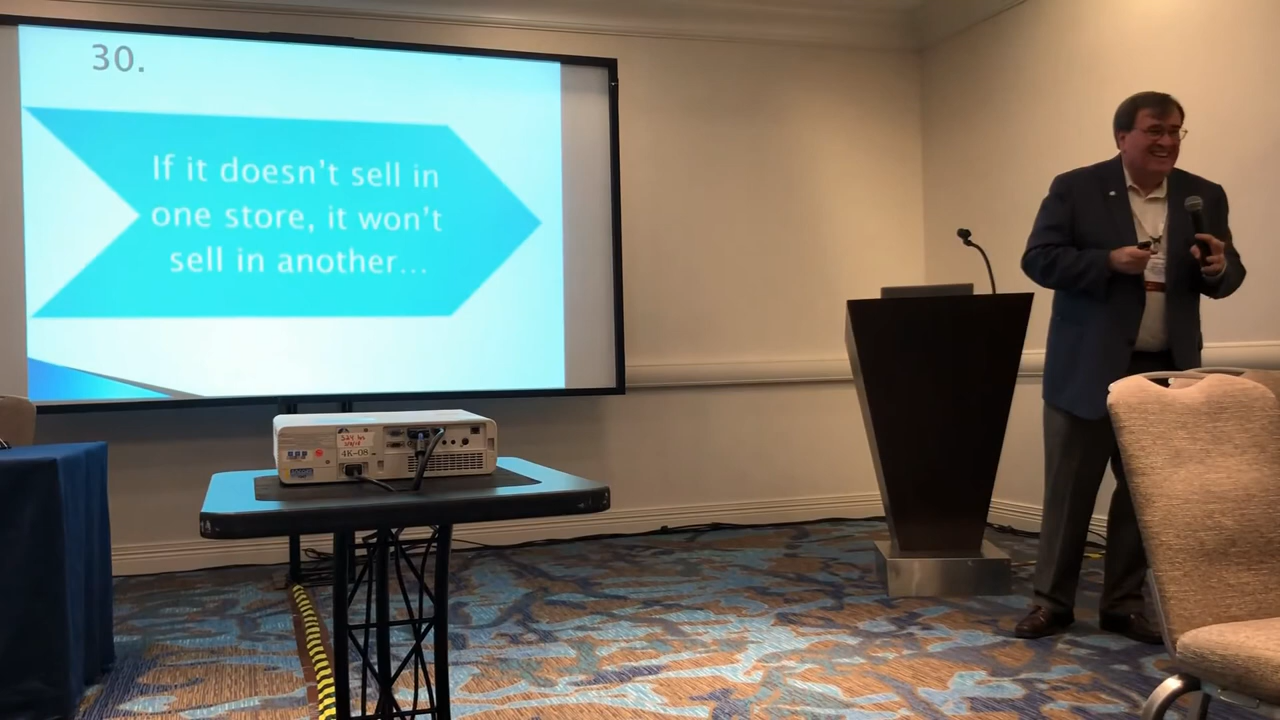 30.
If it doesn't sell in
one store, it won't
sell in another...
4K-08